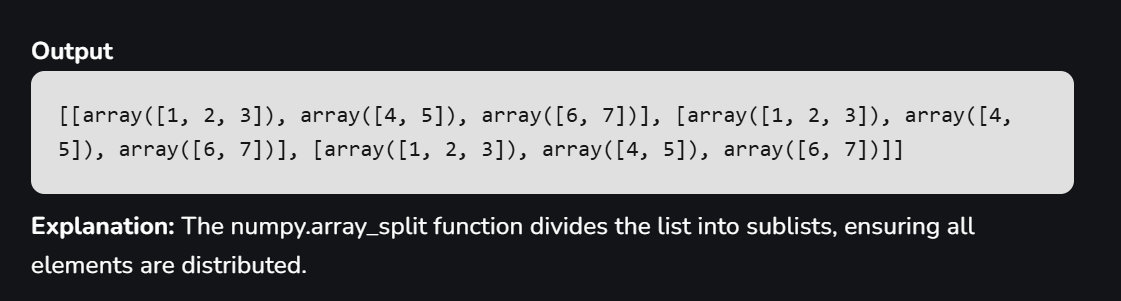 Output
[[array([1, 2, 3]), array([4, 5]), array([6, 7])], [array([1, 2, 3]), array([4,
5]), array([6, 7])], [array([1, 2, 3]), array([4, 5]), array([6, 7])]]
Explanation: The numpy.array_split function divides the list into sublists, ensuring all
elements are distributed.